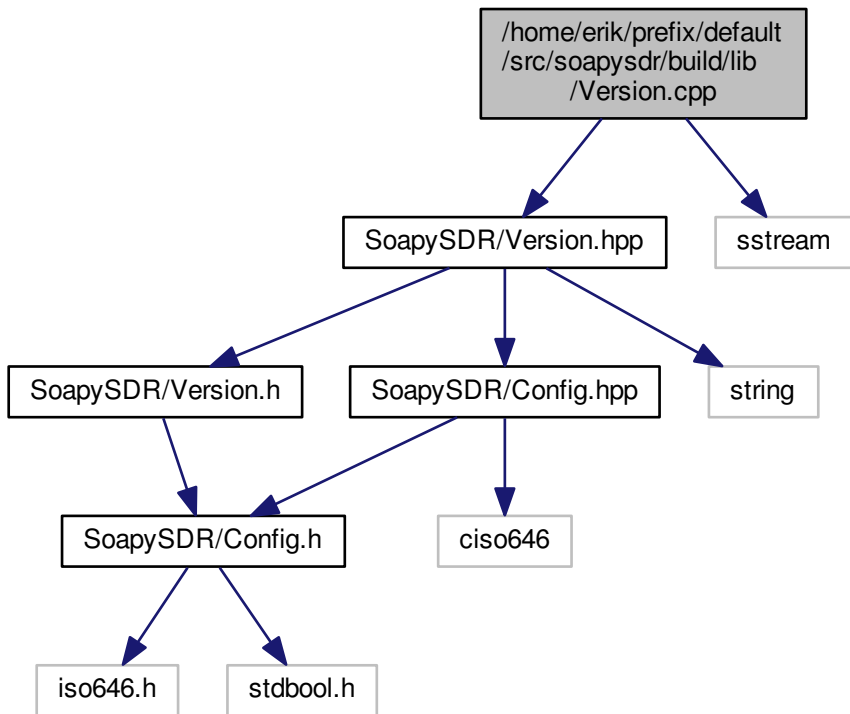 /home/erik/prefix/default
/src/soapysdr/build/lib
/Version.cpp
SoapySDR/Version.hpp
sstream
SoapySDR/Version.h
SoapySDR/Config.hpp
string
SoapySDR/Config.h
ciso646
iso646.h
stdbool.h